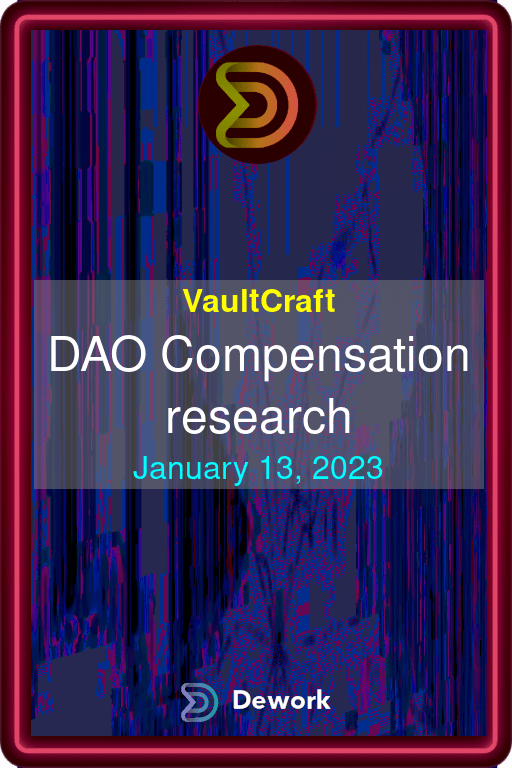 VaultCraft
DAO Compensation
research
January 13, 2023
Dework